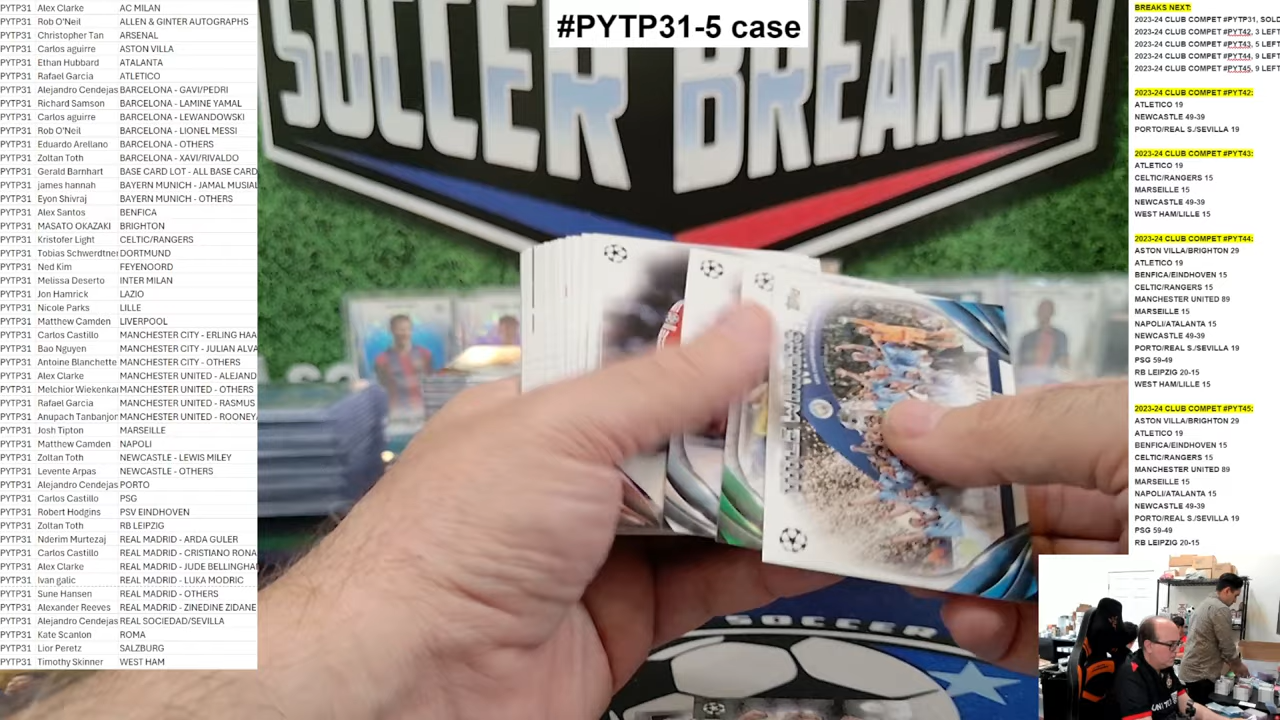 #PYTP31-5 case
PYTP31 Alex Clarke AC MILAN
PYTP31 Rob O'Neil ALLEN & GINTER AUTOGRAPHS
PYTP31 Christopher Tan ARSENAL
PYTP31 Carlos aguirre ASTON VILLA
PYTP31 Ethan Hubbard ATALANTA
PYTP31 Rafael Garcia ATLETICO
PYTP31 Alejandro Cendejas BARCELONA - GAVI/PEDRI
PYTP31 Richard Samson BARCELONA - LAMINE YAMAL
PYTP31 Carlos aguirre BARCELONA - LEWANDOWSKI
PYTP31 Rob O'Neil BARCELONA - LIONEL MESSI
PYTP31 Eduardo Arellano BARCELONA - OTHERS
PYTP31 Zoltan Toth BARCELONA - XAVI/RIVALDO
PYTP31 Gerald Barnhart BASE CARD LOT - ALL BASE CARD
PYTP31 james hannah BAYERN MUNICH - JAMAL MUSIAL
PYTP31 Eyon Shivraj BAYERN MUNICH - OTHERS
PYTP31 Alex Santos BENFICA
PYTP31 MASATO OKAZAKI BRIGHTON
PYTP31 Kristofer Light CELTIC/RANGERS
PYTP31 Tobias Schwerdtner DORTMUND
PYTP31 Ned Kim FEYENOORD
PYTP31 Melissa Deserto INTER MILAN
PYTP31 Jon Hamrick LAZIO
PYTP31 Nicole Parks LILLE
PYTP31 Matthew Camden LIVERPOOL
PYTP31 Carlos Castillo MANCHESTER CITY - ERLING HAA
PYTP31 Bao Nguyen MANCHESTER CITY - JULIAN ALVA
PYTP31 Antoine Blanchette MANCHESTER CITY - OTHERS
PYTP31 Alex Clarke MANCHESTER UNITED - ALEJAND
PYTP31 Melchior Wiekenkar MANCHESTER UNITED - OTHERS
PYTP31 Rafael Garcia MANCHESTER UNITED - RASMUS
PYTP31 Anupach Tanbanjor MANCHESTER UNITED - ROONEY
PYTP31 Josh Tipton MARSEILLE
PYTP31 Matthew Camden NAPOLI
PYTP31 Zoltan Toth NEWCASTLE - LEWIS MILEY
PYTP31 Levente Arpas NEWCASTLE - OTHERS
PYTP31 Alejandro Cendejas PORTO
PYTP31 Carlos Castillo PSG
PYTP31 Robert Hodgins PSV EINDHOVEN
PYTP31 Zoltan Toth RB LEIPZIG
PYTP31 Nderim Murtezaj REAL MADRID - ARDA GULER
PYTP31 Carlos Castillo REAL MADRID - CRISTIANO RONA
PYTP31 Alex Clarke REAL MADRID - JUDE BELLINGHA
PYTP31 Ivan galic REAL MADRID - LUKA MODRIC
PYTP31 Sune Hansen REAL MADRID - OTHERS
PYTP31 Alexander Reeves REAL MADRID - ZINEDINE ZIDANE
PYTP31 Alejandro Cendejas REAL SOCIEDAD/SEVILLA
PYTP31 Kate Scanlon ROMA
PYTP31 Lior Peretz SALZBURG
PYTP31 Timothy Skinner WEST HAM
SOCCER BREAKERS
SOCCER
BREAKS NEXT:
2023-24 CLUB COMPET #PYTP31, SOLD
2023-24 CLUB COMPET #PYT42, 3 LEFT
2023-24 CLUB COMPET #PYT43, 5 LEFT
2023-24 CLUB COMPET #PYT44, 9 LEFT
2023-24 CLUB COMPET #PYT45, 9 LEFT
2023-24 CLUB COMPET #PYT42:
ATLETICO 19
NEWCASTLE 49-39
PORTO/REAL S./SEVILLA 19
2023-24 CLUB COMPET #PYT43:
ATLETICO 19
CELTIC/RANGERS 15
MARSEILLE 15
NEWCASTLE 49-39
WEST HAM/LILLE 15
2023-24 CLUB COMPET #PYT44:
ASTON VILLA/BRIGHTON 29
ATLETICO 19
BENFICA/EINDHOVEN 15
CELTIC/RANGERS 15
MANCHESTER UNITED 89
MARSEILLE 15
NAPOLI/ATALANTA 15
NEWCASTLE 49-39
PORTO/REAL S./SEVILLA 19
PSG 59-49
RB LEIPZIG 20-15
WEST HAM/LILLE 15
2023-24 CLUB COMPET #PYT45:
ASTON VILLA/BRIGHTON 29
ATLETICO 19
BENFICA/EINDHOVEN 15
CELTIC/RANGERS 15
MANCHESTER UNITED 89
MARSEILLE 15
NAPOLI/ATALANTA 15
NEWCASTLE 49-39
PORTO/REAL S./SEVILLA 19
PSG 59-49
RB LEIPZIG 20-15